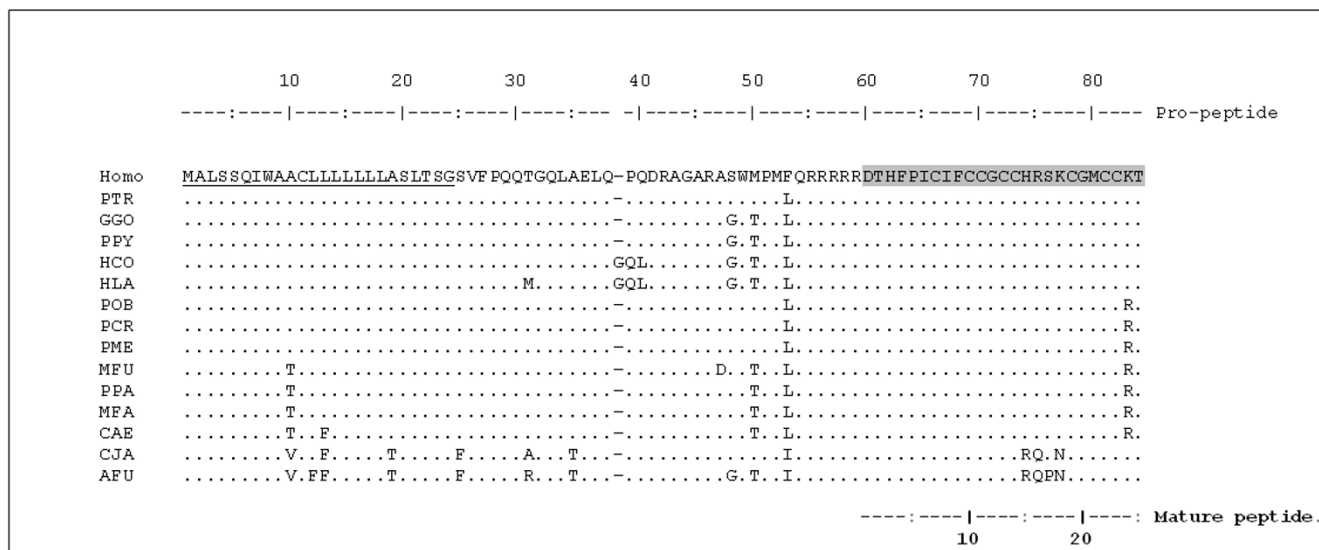 10 20 30 40 50 60 70 80
----:----|----:----|----:----|----:--- -|----:----|----:----|----:----|----:----|---- Pro-peptide
Homo MALSSQIWAACLLLLLLLASLTSGSVFPQQTGQLAELQ-PQDRAGARASWMPMFQRRRRRDTHFPICIFCCGCCHRSKCGMCCKT
PTR ......................................-..............L...............................
GGO ......................................-.........G.T..L...............................
PPY ......................................-.........G.T..L...............................
HCO ......................................GQL.......G.T..L...............................
HLA ..............................M.......GQL.......G.T..L...............................
POB ......................................-..............L.............................R.
PCR ......................................-..............L.............................R.
PME ......................................-..............L.............................R.
MFU .........T............................-........D..T..L.............................R.
PPA .........T............................-...........T..L.............................R.
MFA .........T............................-...........T..L.............................R.
CAE .........T..F.........................-...........T..L.............................R.
CJA .........V..F.....T.....F.....A...T...-..............I....................RQ.N.......
AFU .........V.FF.....T.....F.....R...T...-.........G.T..I....................RQPN.......
----:----|----:----|----: Mature peptide.
10 20